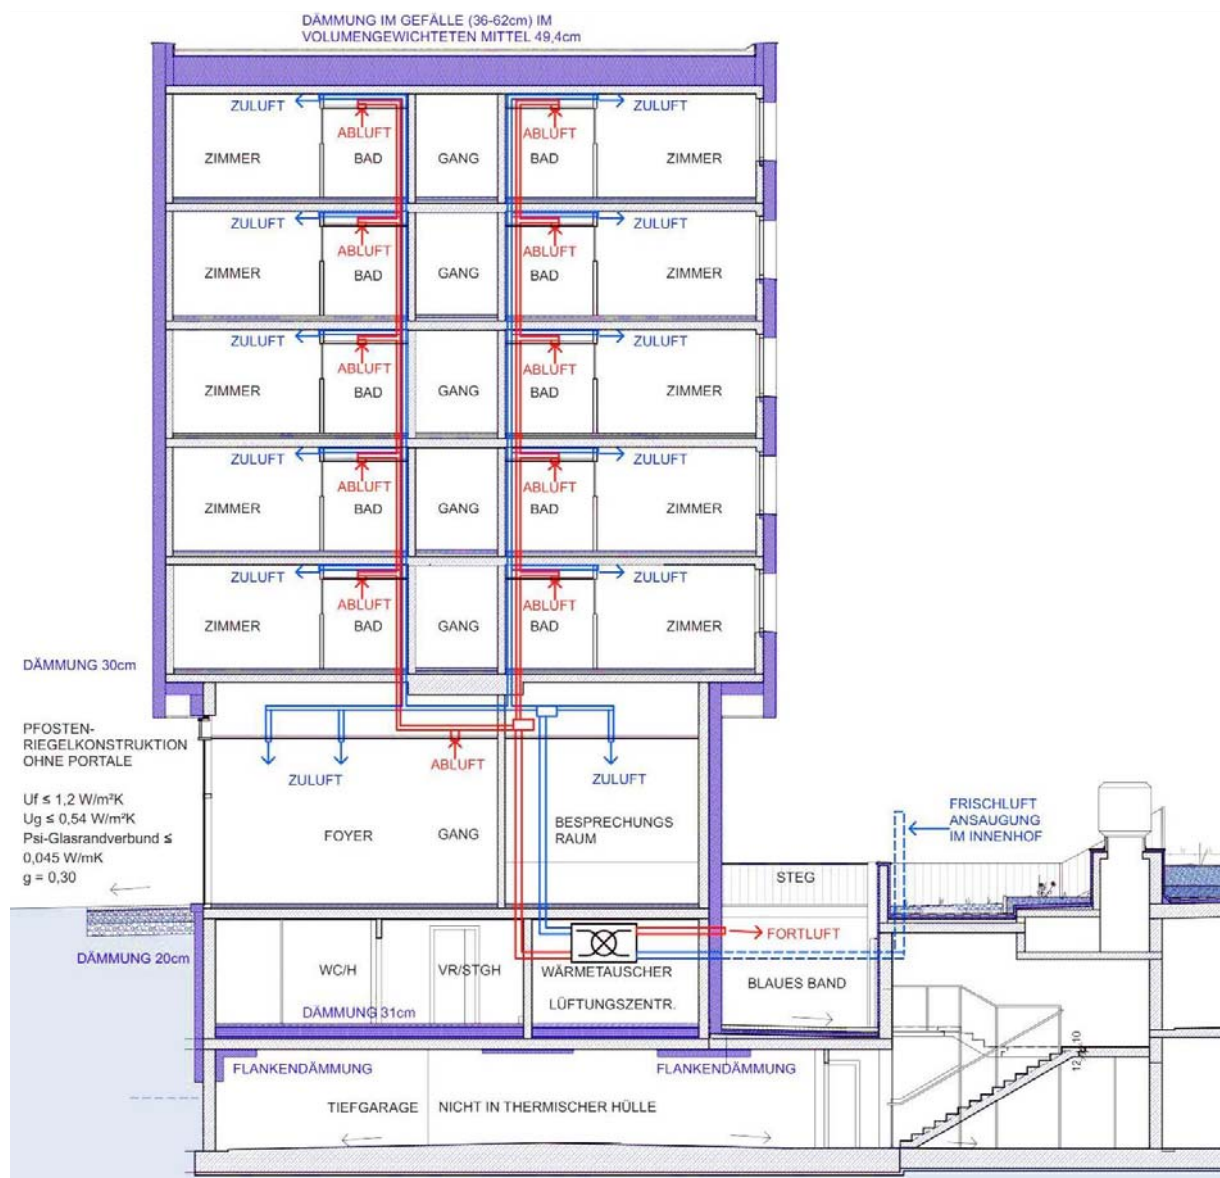 DÄMMUNG IM GEFÄLLE (36-62cm) IM
VOLUMENGEWICHTETEN MITTEL 49,4cm
ZULUFT
ABLUFT
ABLUFT
ZULUFT
ZIMMER
BAD
GANG
BAD
ZIMMER
ZULUFT
ABLUFT
ABLUFT
ZULUFT
ZIMMER
BAD
GANG
BAD
ZIMMER
ZULUFT
ABLUFT
ABLUFT
ZULUFT
ZIMMER
BAD
GANG
BAD
ZIMMER
ZULUFT
ABLUFT
ABLUFT
ZULUFT
ZIMMER
BAD
GANG
BAD
ZIMMER
ZULUFT
ABLUFT
ABLUFT
ZULUFT
ZIMMER
BAD
GANG
BAD
ZIMMER
DÄMMUNG 30cm
PFOSTEN-
RIEGELKONSTRUKTION
OHNE PORTALE
Uf ≤ 1,2 W/m²K
Ug ≤ 0,54 W/m²K
Psi-Glasrandverbund ≤
0,045 W/mK
g = 0,30
ZULUFT
ABLUFT
ZULUFT
FOYER
GANG
BESPRECHUNGS
RAUM
FRISCHLUFT
ANSAUGUNG
IM INNENHOF
STEG
FORTLUFT
DÄMMUNG 20cm
WC/H
VR/STGH
WÄRMETAUSCHER
LÜFTUNGSZENTR.
BLAUES BAND
DÄMMUNG 31cm
FLANKENDÄMMUNG
FLANKENDÄMMUNG
12 10
TIEFGARAGE
NICHT IN THERMISCHER HÜLLE